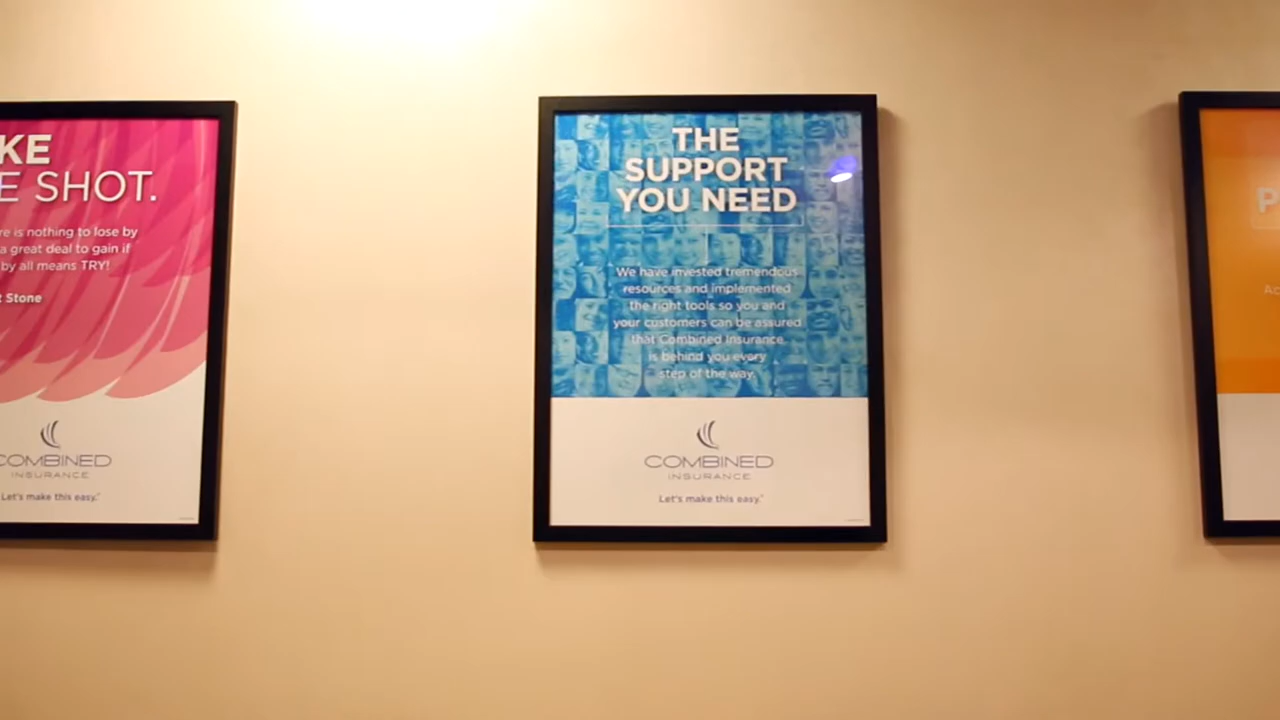 KE
E SHOT.
re is nothing to lose by
a great deal to gain if
by all means TRY!
t Stone
COMBINED
INSURANCE
Let's make this easy.
THE
SUPPORT
YOU NEED
We have invested tremendous
resources and implemented
the right tools so you and
your customers can be assured
that Combined Insurance
is behind you every
step of the way.
COMBINED
INSURANCE
Let's make this easy.
P
Ac